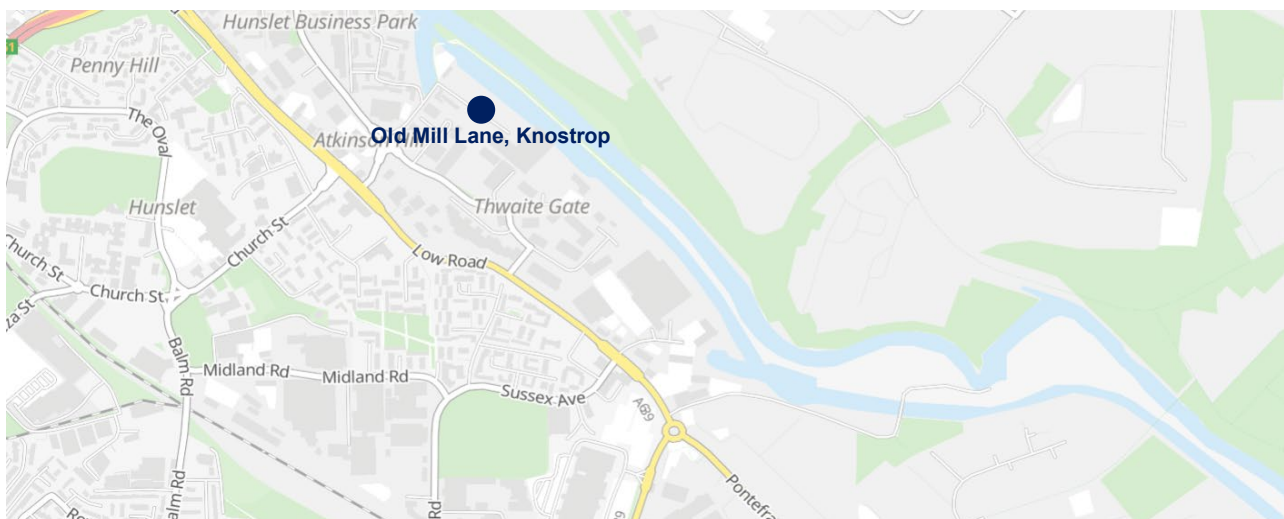 Hunslet Business Park
Penny Hill
The Oval
Old Mill Lane, Knostrop
Hunslet
Thwaite Gate
Church St
Church St
Church St
Low Road
Balm Rd
Midland Rd
Midland Rd
Sussex Ave
A639
Rd